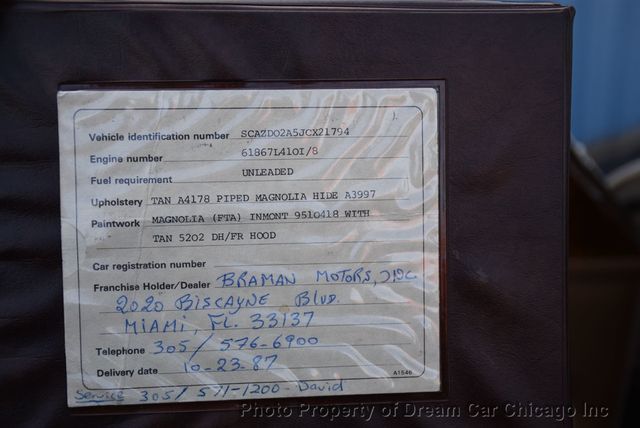 Vehicle identification number SCAZD02A5JCX21794
Engine number 61867L410I/8
Fuel requirement UNLEADED
Upholstery TAN A4178 PIPED MAGNOLIA HIDE A3997
Paintwork MAGNOLIA (FTA) INMONT 9510418 WITH
TAN 5202 DH/FR HOOD
Car registration number
Franchise Holder/Dealer BRAMAN MOTORS, INC.
2020 BISCAYNE BLVD.
MIAMI, FL. 33137
Telephone 305/ 576-6900
Delivery date 10-23-87
A1546
Service 305/ 571-1200 - David
Photo Property of Dream Car Chicago Inc